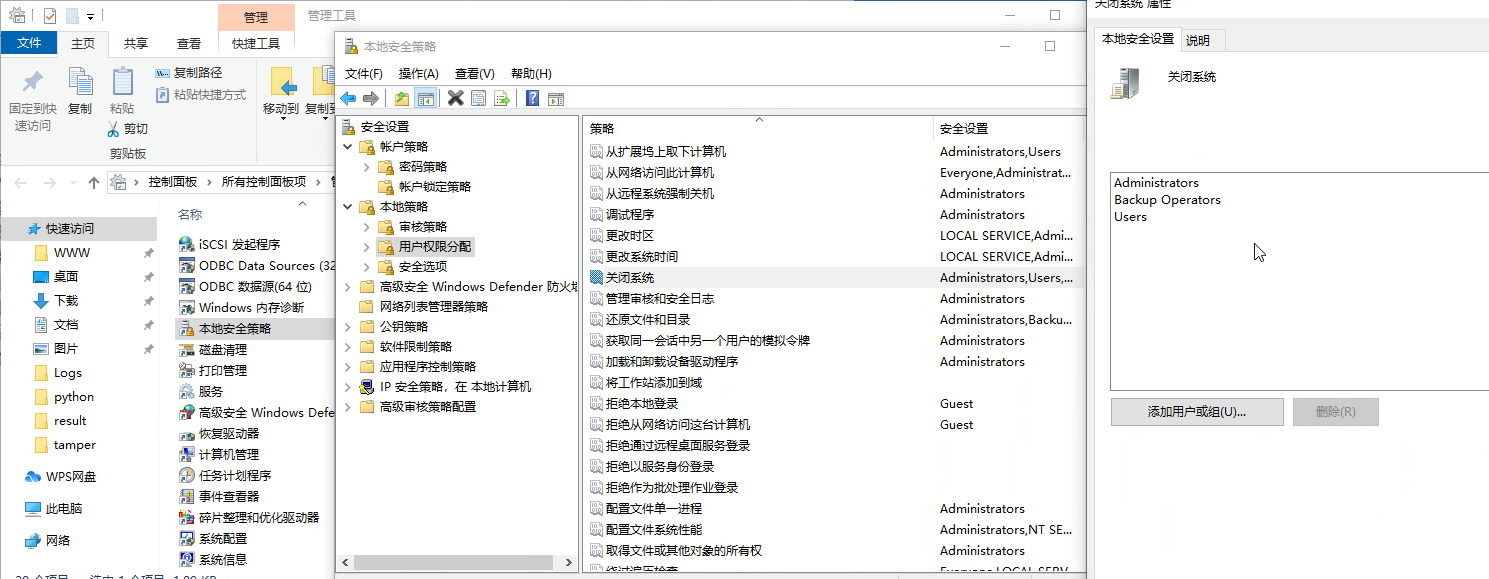 管理
管理工具
文件
主页
共享
查看
快捷工具
固定到快
速访问
复制
粘贴
复制路径
粘贴快捷方式
剪切
剪贴板
移动到
复制到
控制面板
所有控制面板项
快速访问
WWW
桌面
下载
文档
图片
Logs
python
result
tamper
WPS网盘
此电脑
网络
名称
iSCSI 发起程序
ODBC Data Sources (32
ODBC 数据源(64 位)
Windows 内存诊断
本地安全策略
磁盘清理
打印管理
服务
高级安全 Windows Defe
恢复驱动器
计算机管理
任务计划程序
事件查看器
碎片整理和优化驱动器
系统配置
系统信息
本地安全策略
文件(F) 操作(A) 查看(V) 帮助(H)
安全设置
帐户策略
密码策略
帐户锁定策略
本地策略
审核策略
用户权限分配
安全选项
高级安全 Windows Defender 防火
网络列表管理器策略
公钥策略
软件限制策略
应用程序控制策略
IP 安全策略，在 本地计算机
高级审核策略配置
策略 安全设置
从扩展坞上取下计算机 Administrators,Users
从网络访问此计算机 Everyone,Administrat...
从远程系统强制关机 Administrators
调试程序 Administrators
更改时区 LOCAL SERVICE,Admi...
更改系统时间 LOCAL SERVICE,Admi...
关闭系统 Administrators,Users,...
管理审核和安全日志 Administrators
还原文件和目录 Administrators,Backu...
获取同一会话中另一个用户的模拟令牌 Administrators
加载和卸载设备驱动程序 Administrators
将工作站添加到域
拒绝本地登录 Guest
拒绝从网络访问这台计算机 Guest
拒绝通过远程桌面服务登录
拒绝以服务身份登录
拒绝作为批处理作业登录
配置文件单一进程 Administrators
配置文件系统性能 Administrators,NT SE...
取得文件或其他对象的所有权 Administrators
绕过遍历检查 Everyone,LOCAL SERV...
关闭系统 属性
本地安全设置 说明
关闭系统
Administrators
Backup Operators
Users
添加用户或组(U)...
删除(R)